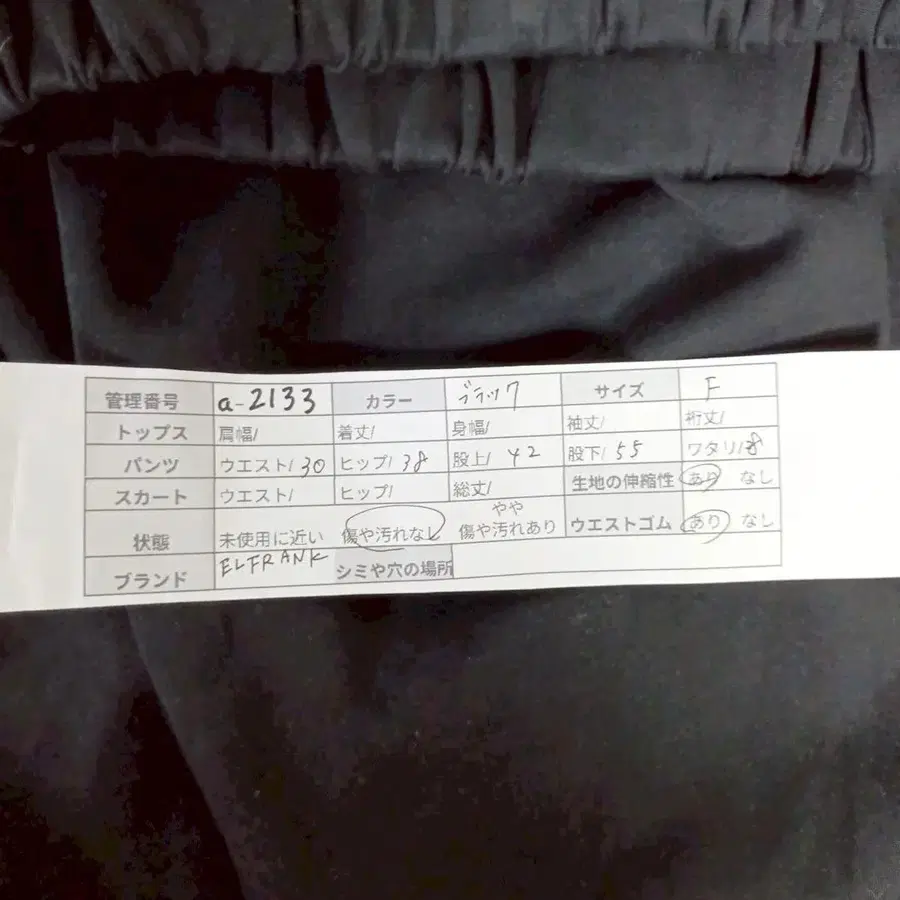 管理番号 a-2133 カラー ブラック サイズ F
トップス 肩幅/ 着丈/ 身幅/ 袖丈/ 裄丈/
パンツ ウエスト/30 ヒップ/38 股上/42 股下/55 ワタリ/
スカート ウエスト/ ヒップ/ 総丈/ 生地の伸縮性 あり なし
状態 未使用に近い 傷や汚れなし やや
傷や汚れあり ウエストゴム あり なし
ブランド ELFRANK シミや穴の場所